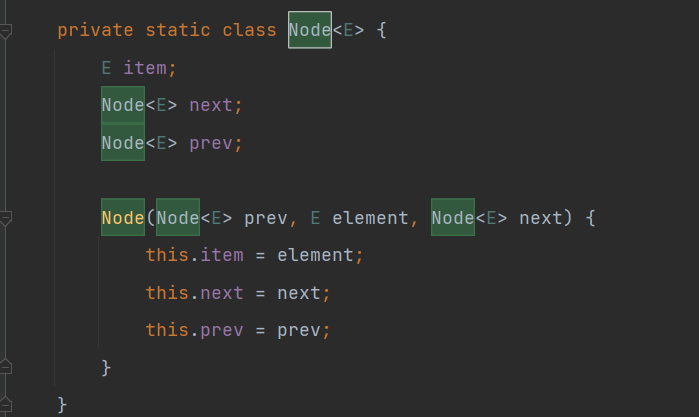 private static class Node<E> {
E item;
Node<E> next;
Node<E> prev;
Node(Node<E> prev, E element, Node<E> next) {
this.item = element;
this.next = next;
this.prev = prev;
}
}